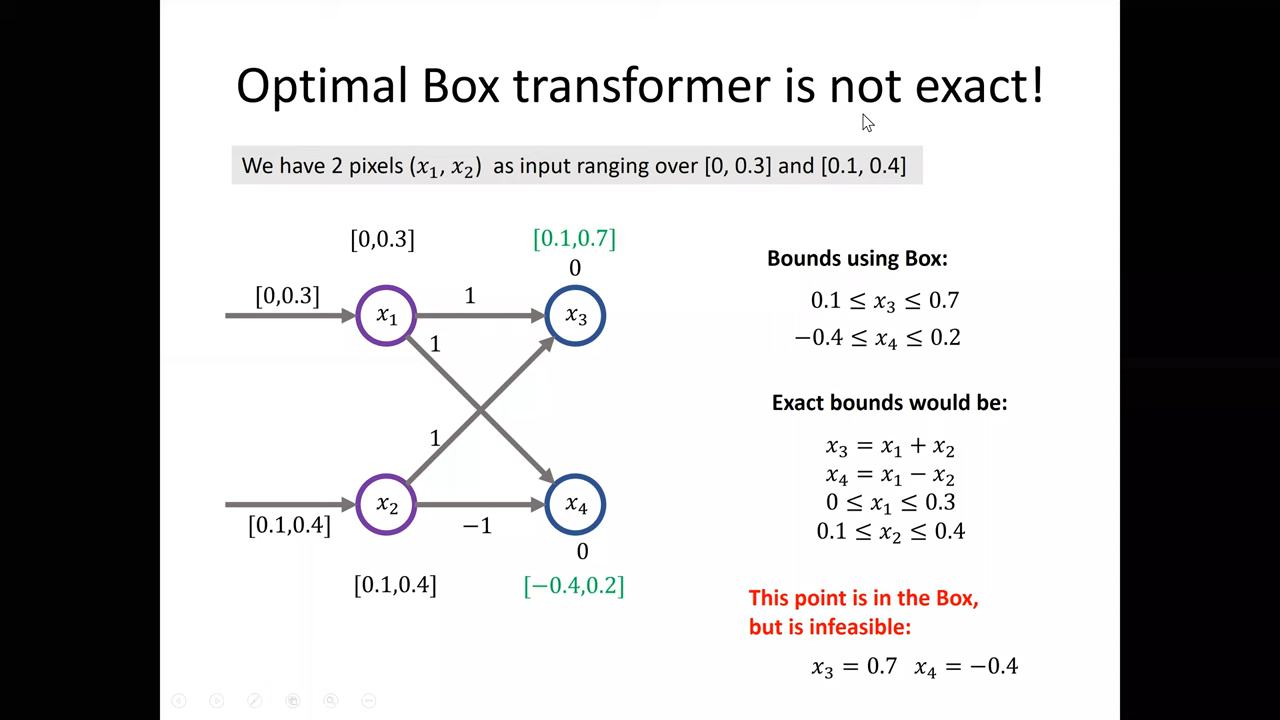 Optimal Box transformer is not exact!
We have 2 pixels (x₁, x₂) as input ranging over [0, 0.3] and [0.1, 0.4]
[0,0.3]
[0.1,0.7]
0
[0,0.3]
1
x₁
x₃
1
1
x₂
x₄
[0.1,0.4]
−1
0
[0.1,0.4]
[−0.4,0.2]
Bounds using Box:
0.1 ≤ x₃ ≤ 0.7
−0.4 ≤ x₄ ≤ 0.2
Exact bounds would be:
x₃ = x₁ + x₂
x₄ = x₁ − x₂
0 ≤ x₁ ≤ 0.3
0.1 ≤ x₂ ≤ 0.4
This point is in the Box,
but is infeasible:
x₃ = 0.7 x₄ = −0.4